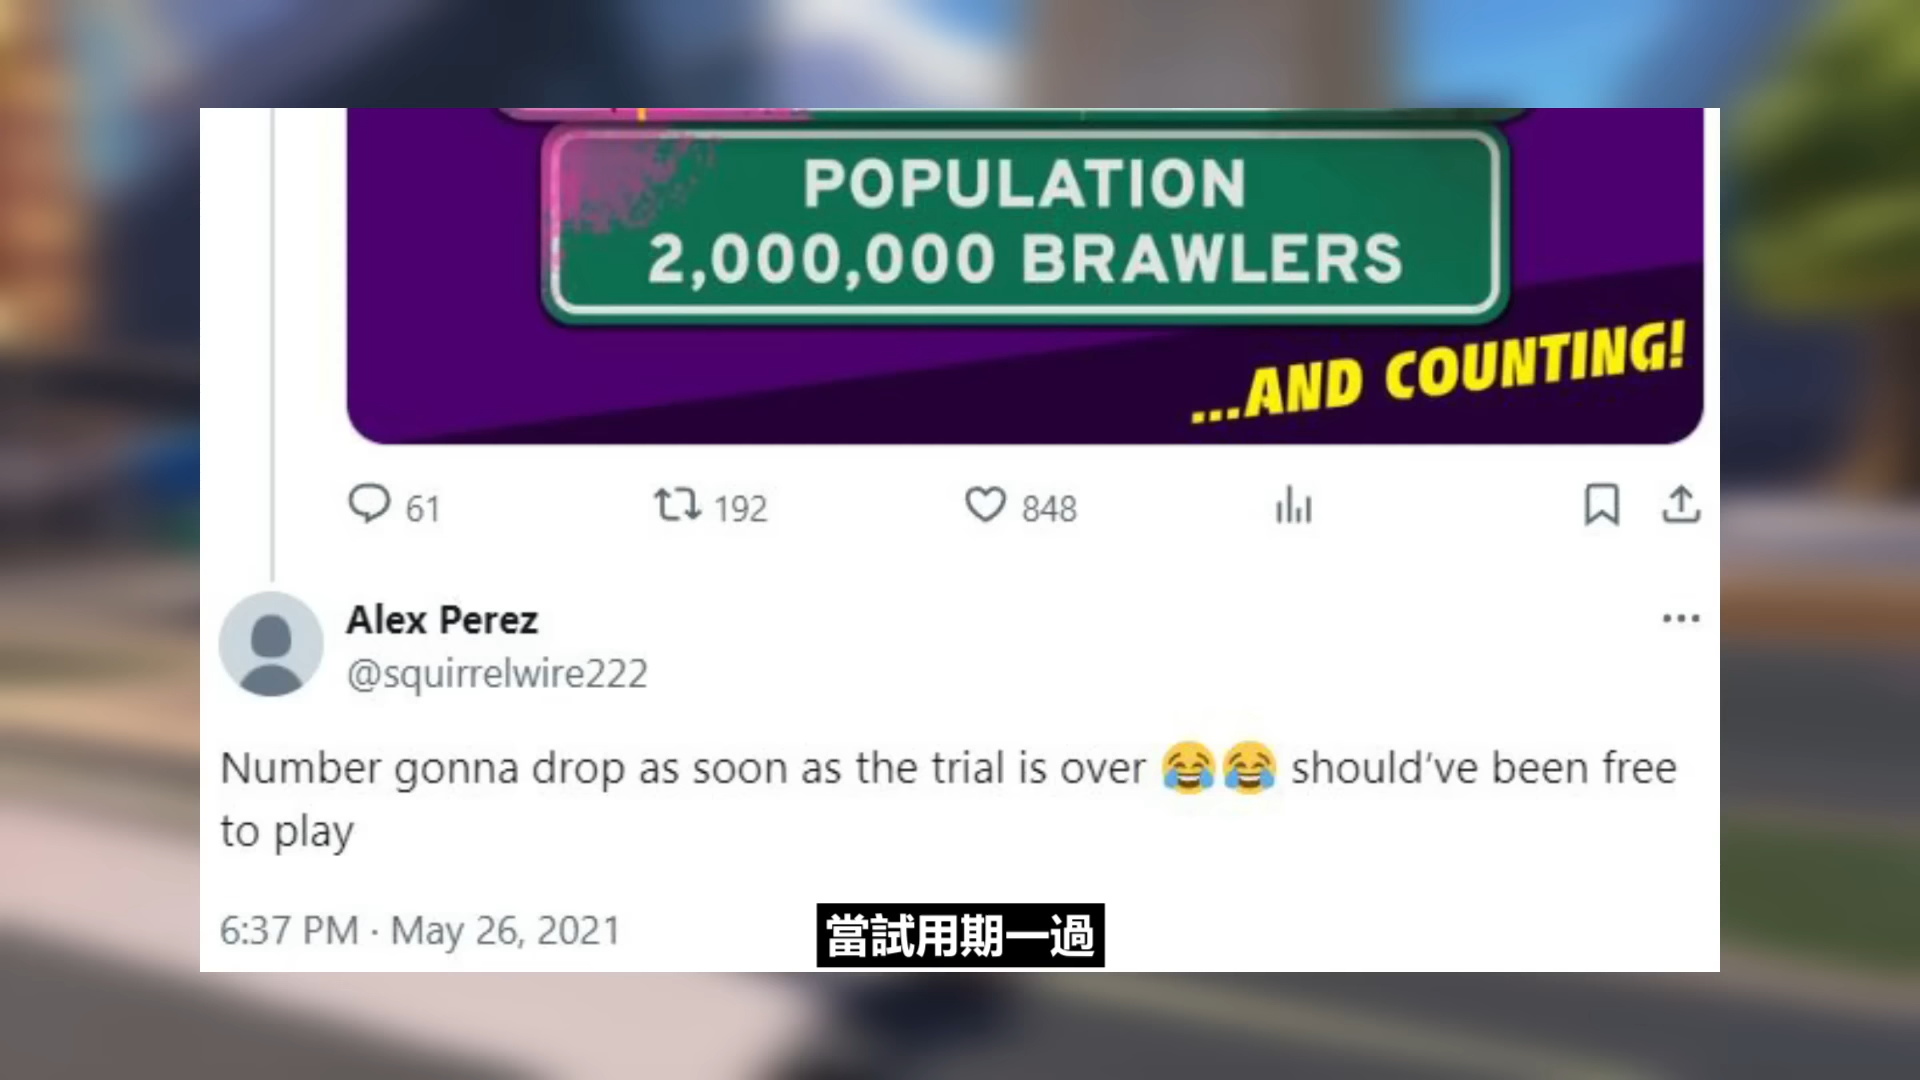 POPULATION
2,000,000 BRAWLERS
...AND COUNTING!
61 192 848
Alex Perez
@squirrelwire222
Number gonna drop as soon as the trial is over 😂😂 should've been free
to play
6:37 PM · May 26, 2021
當試用期一過